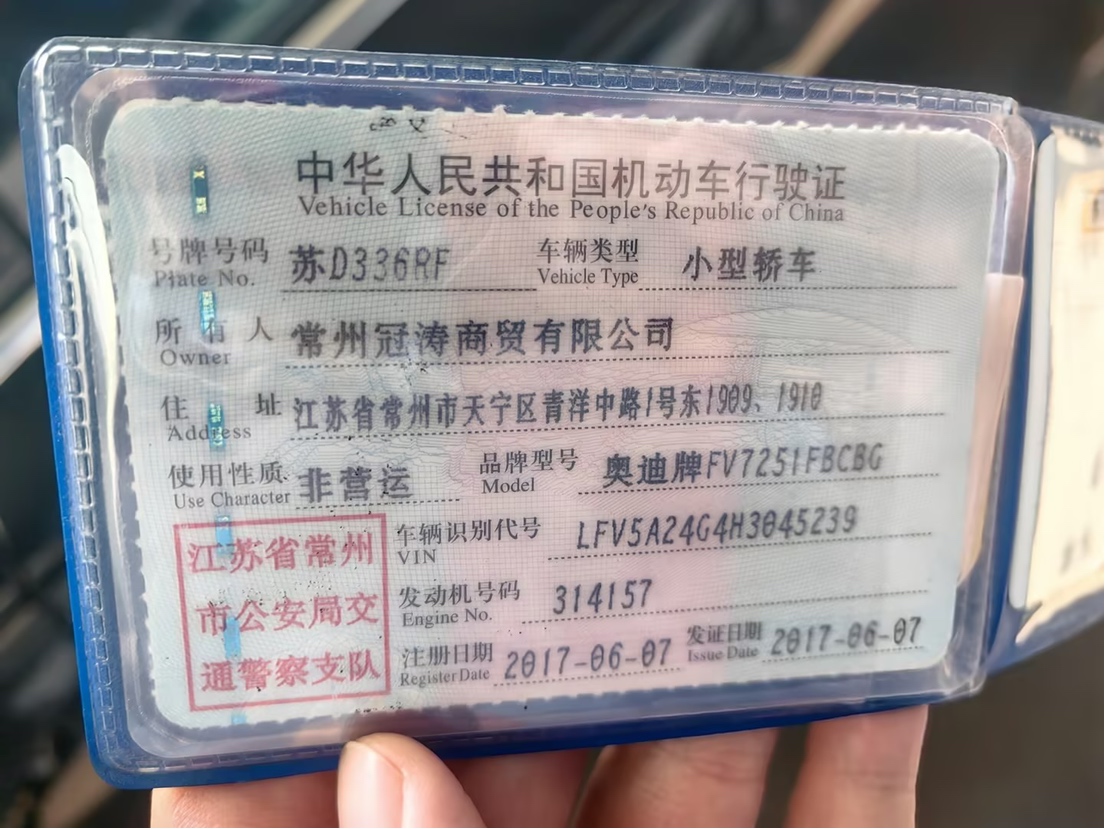 中华人民共和国机动车行驶证
Vehicle License of the People's Republic of China
号牌号码 苏D336RF 车辆类型 小型轿车
Plate No. Vehicle Type
所有人 常州冠涛商贸有限公司
Owner
住址 江苏省常州市天宁区青洋中路1号东1909、1910
Address
使用性质 非营运 品牌型号 奥迪牌FV7251FBCBG
Use Character Model
车辆识别代号 LFV5A24G4H3045239
VIN
发动机号码 314157
Engine No.
注册日期 2017-06-07 发证日期 2017-06-07
Register Date Issue Date
江苏省常州
市公安局交
通警察支队